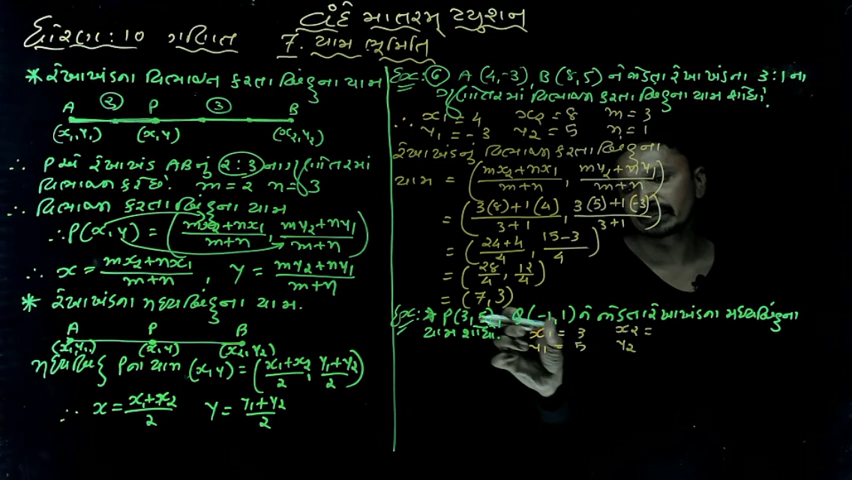 વંદે માતરમ્ ટ્યુશન
ધોરણ : 10 ગણિત 7. યામ ભૂમિતિ
* રેખાખંડના વિભાજન કરતા બિંદુના યામ
A ② P ③ B
(x₁,y₁) (x,y) (x₂,y₂)
∴ P એ રેખાખંડ ABનું 2:3 ના ગુણોત્તરમાં
વિભાજન કરે છે. m=2 n=3
∴ વિભાજન કરતા બિંદુના યામ
∴ P(x,y) = (mx₂+nx₁/m+n , my₂+ny₁/m+n)
∴ x = mx₂+nx₁/m+n , y = my₂+ny₁/m+n
* રેખાખંડના મધ્યબિંદુના યામ.
A P B
(x₁,y₁) (x,y) (x₂,y₂)
મધ્યબિંદુ Pના યામ (x,y) = (x₁+x₂/2 , y₁+y₂/2)
∴ x = x₁+x₂/2 y = y₁+y₂/2
Ex: ⑥ A(4,-3), B(8,5) ને જોડતા રેખાખંડના 3:1 ના
ગુણોત્તરમાં વિભાજન કરતા બિંદુના યામ શોધો.
∴ x₁ = 4 x₂ = 8 m = 3
y₁ = -3 y₂ = 5 n = 1
રેખાખંડનું વિભાજન કરતા બિંદુના
યામ = (mx₂+nx₁/m+n , my₂+ny₁/m+n)
= (3(8)+1(4)/3+1 , 3(5)+1(-3)/3+1)
= (24+4/4 , 15-3/4)
= (28/4 , 12/4)
= (7,3)
Ex: P(3,5), Q(-1,1) ને જોડતા રેખાખંડના મધ્યબિંદુના
યામ શોધો. x₁ = 3 x₂ =
y₁ = 5 y₂